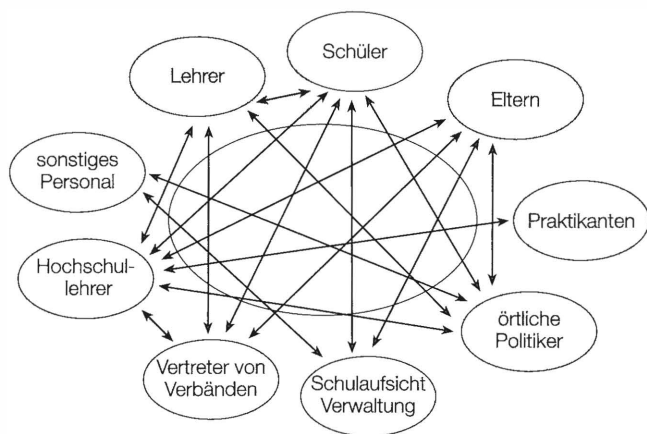 Schüler
Lehrer
Eltern
sonstiges
Personal
Praktikanten
Hochschul-
lehrer
örtliche
Politiker
Vertreter von
Verbänden
Schulaufsicht
Verwaltung